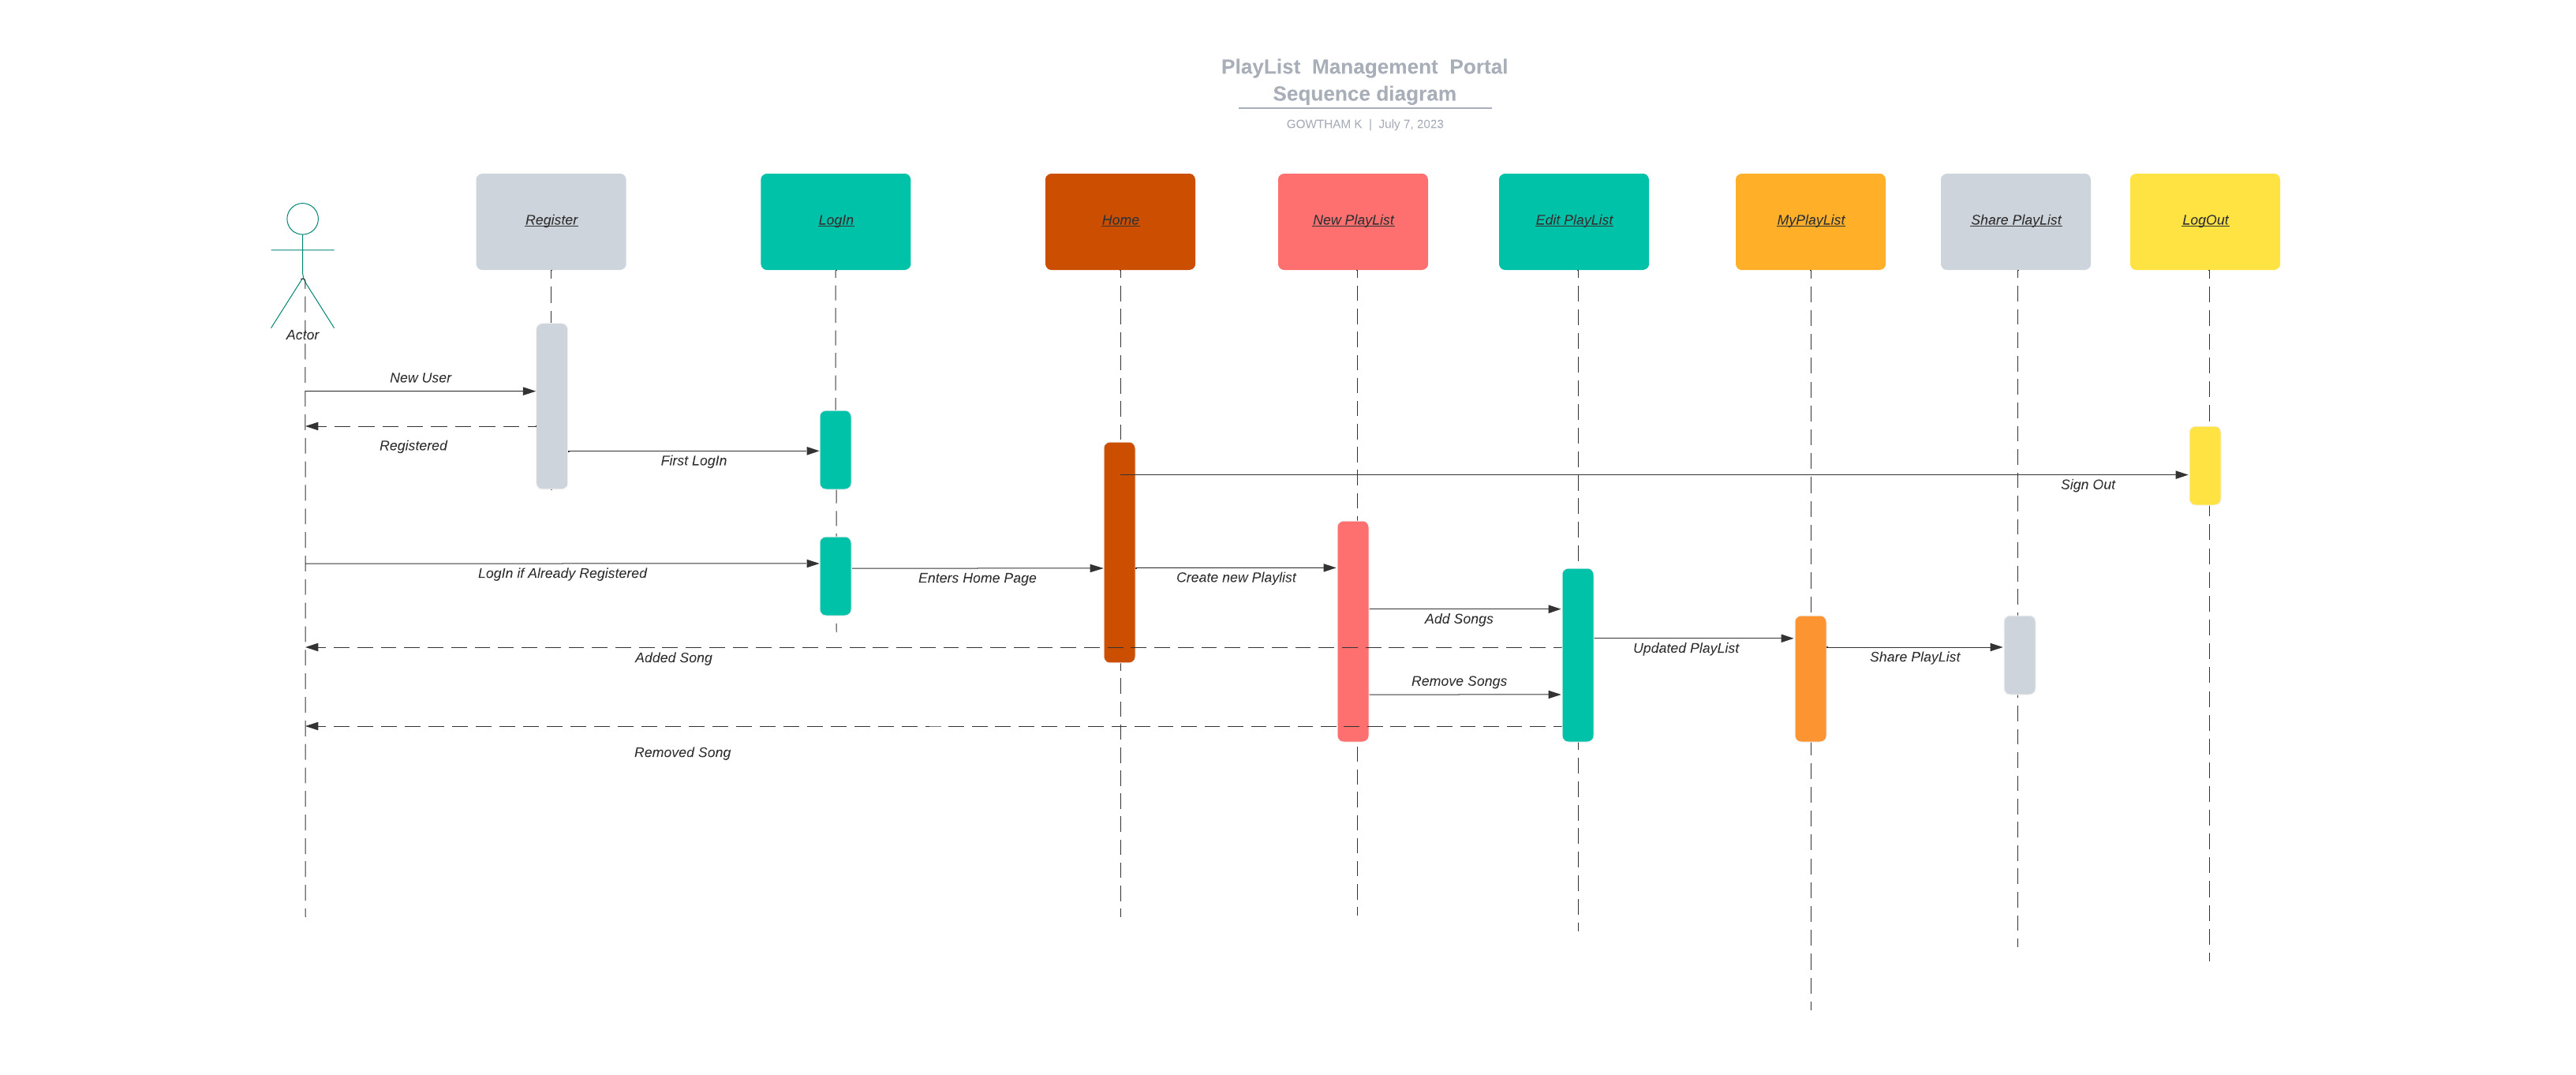 PlayList Management Portal
Sequence diagram
GOWTHAM K | July 7, 2023
Register
LogIn
Home
New PlayList
Edit PlayList
MyPlayList
Share PlayList
LogOut
Actor
New User
Registered
First LogIn
Sign Out
LogIn if Already Registered
Enters Home Page
Create new Playlist
Add Songs
Updated PlayList
Share PlayList
Added Song
Remove Songs
Removed Song